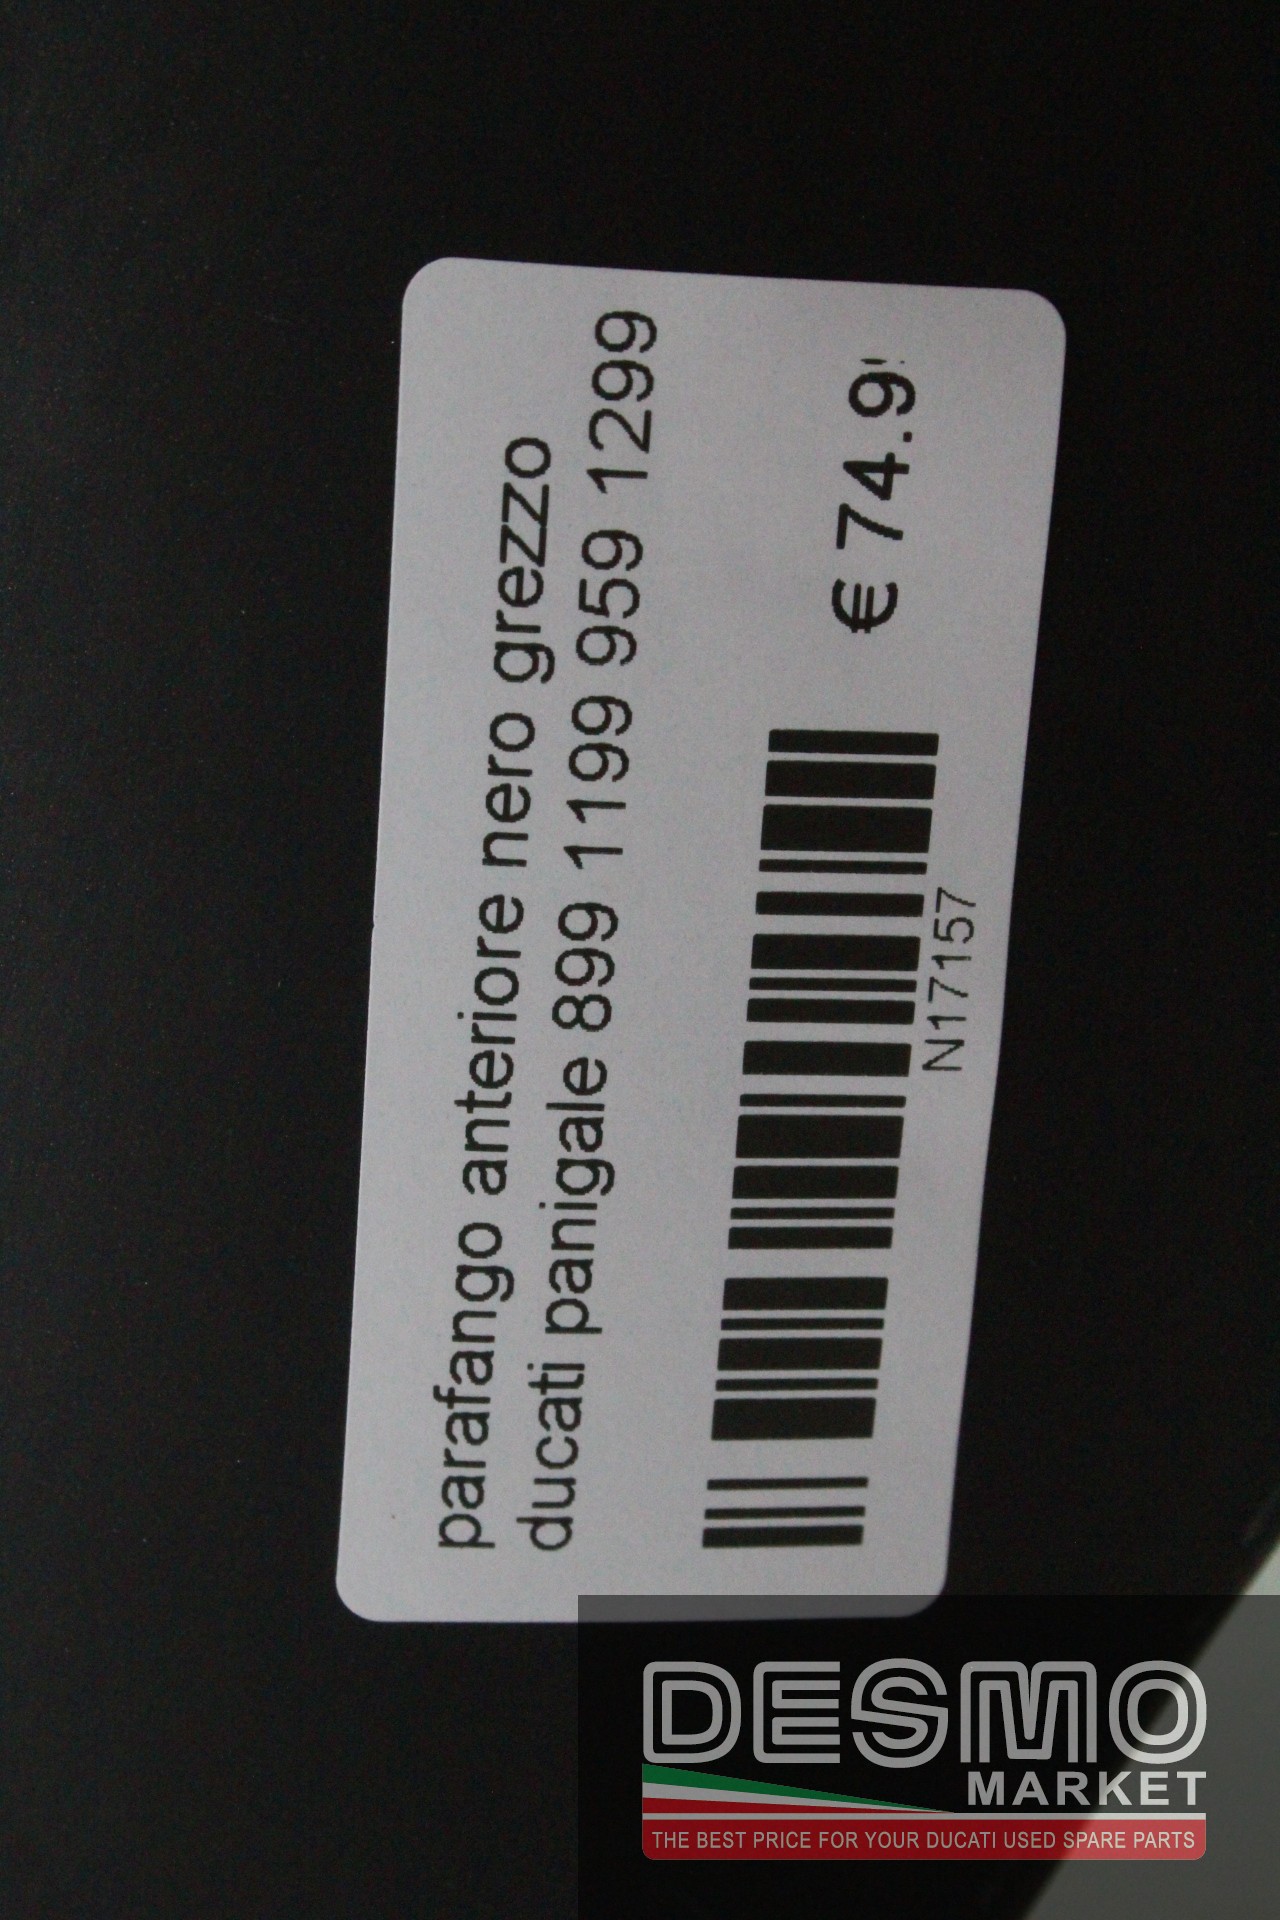 parafango anteriore nero grezzo
ducati panigale 899 1199 959 1299
€ 74.9
N17157
DESMO
MARKET
THE BEST PRICE FOR YOUR DUCATI USED SPARE PARTS